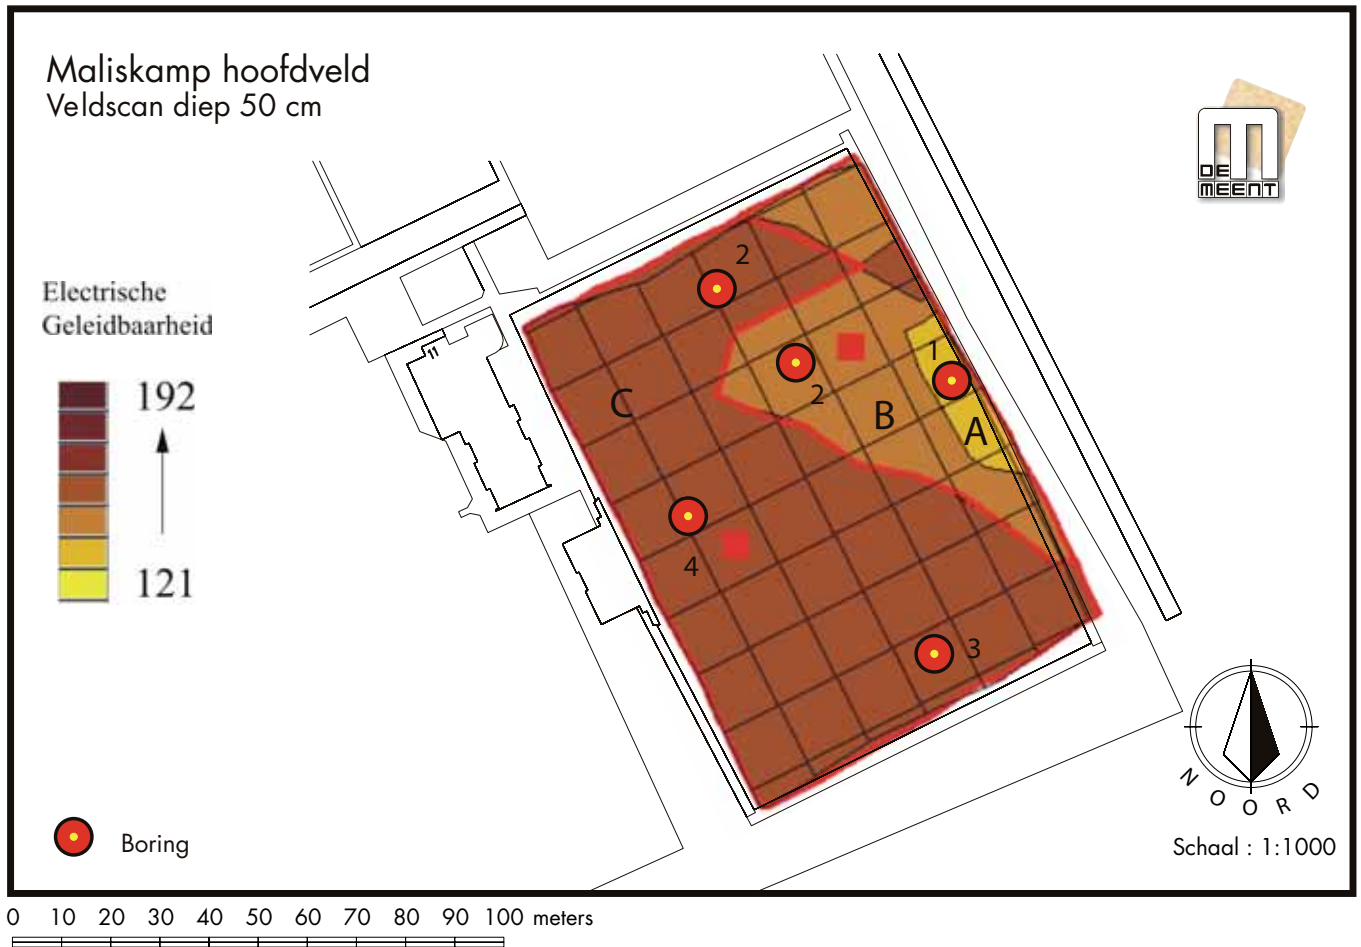 Maliskamp hoofdveld
Veldscan diep 50 cm
DE
MEENT
Electrische
Geleidbaarheid
192
121
11
2
1
2
C
B
A
4
3
NOORD
Boring
Schaal : 1:1000
0 10 20 30 40 50 60 70 80 90 100 meters